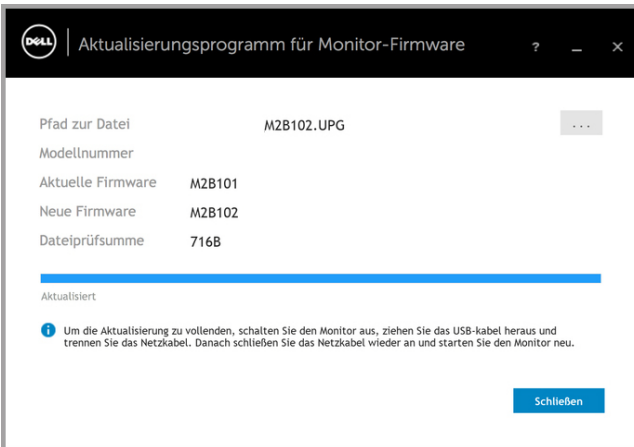 DELL Aktualisierungsprogramm für Monitor-Firmware ? _ ×
Pfad zur Datei M2B102.UPG ...
Modellnummer
Aktuelle Firmware M2B101
Neue Firmware M2B102
Dateiprüfsumme 716B
Aktualisiert
i Um die Aktualisierung zu vollenden, schalten Sie den Monitor aus, ziehen Sie das USB-kabel heraus und
trennen Sie das Netzkabel. Danach schließen Sie das Netzkabel wieder an und starten Sie den Monitor neu.
Schließen